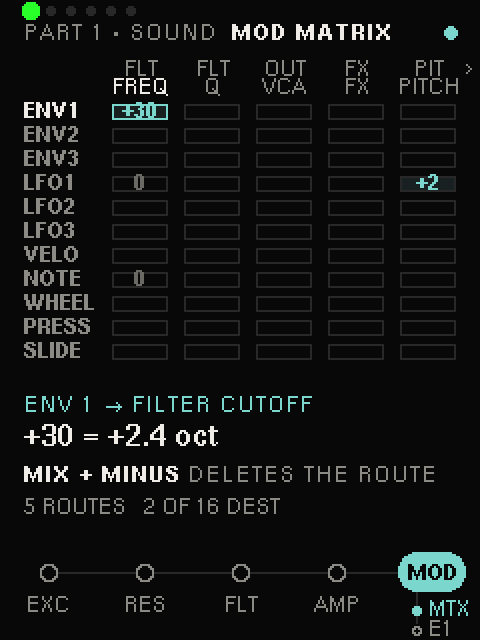 PART 1 · SOUND MOD MATRIX
FLT FLT OUT FX PIT >
FREQ Q VCA FX PITCH
ENV1 +30
ENV2
ENV3
LFO1 0 +2
LFO2
LFO3
VELO
NOTE 0
WHEEL
PRESS
SLIDE
ENV 1 → FILTER CUTOFF
+30 = +2.4 oct
MIX + MINUS DELETES THE ROUTE
5 ROUTES 2 OF 16 DEST
MOD
EXC RES FLT AMP
MTX
E1